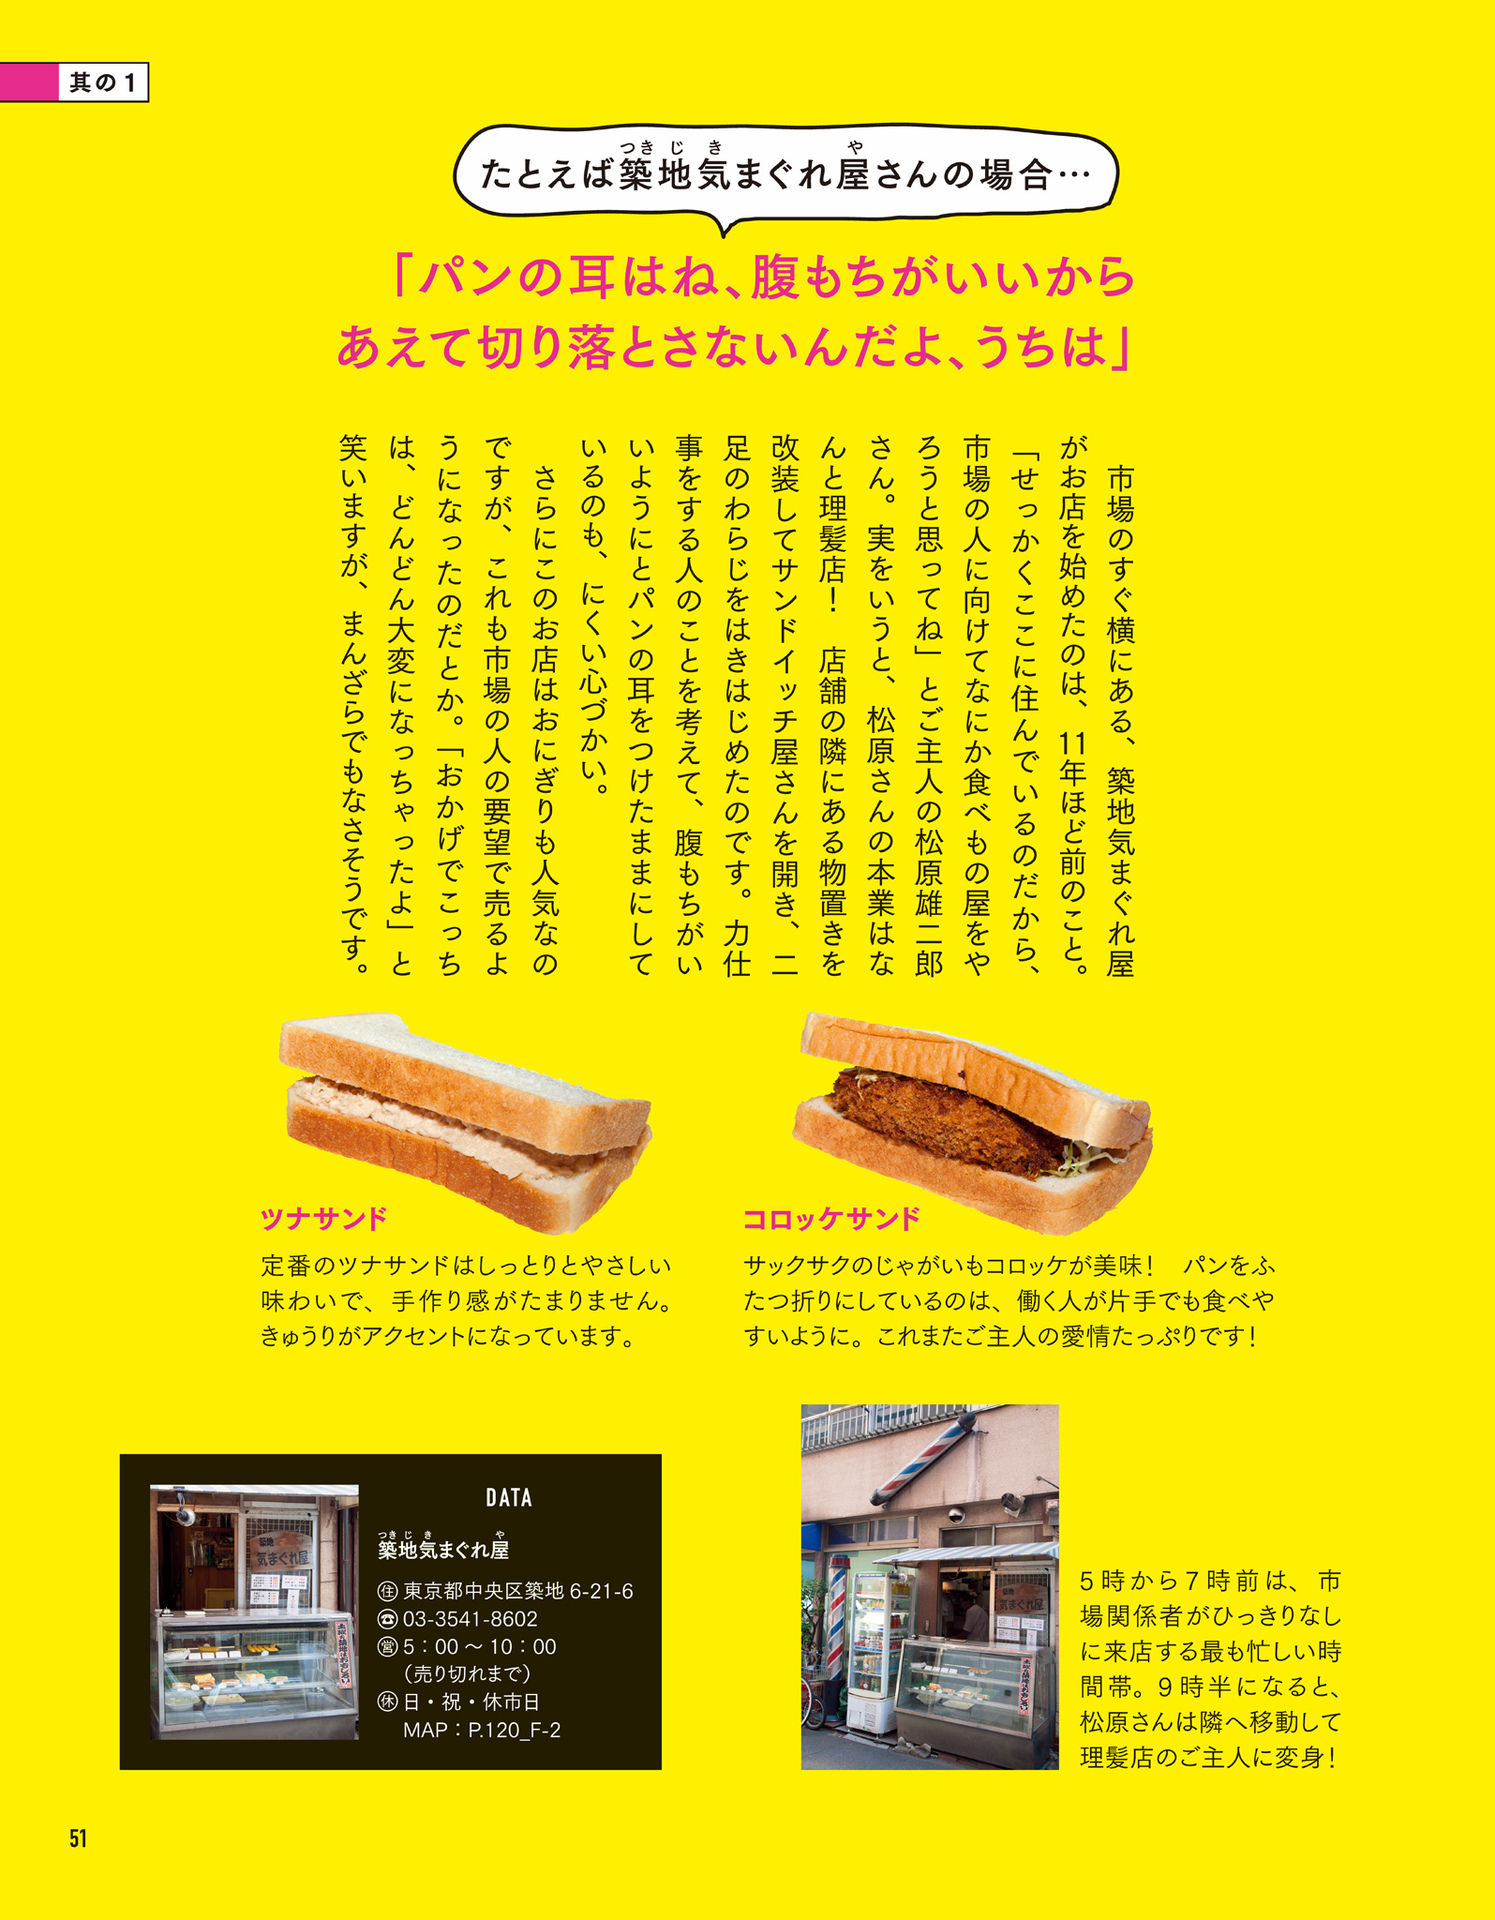 其の1
たとえば築地気まぐれ屋さんの場合…
「パンの耳はね、腹もちがいいから
あえて切り落とさないんだよ、うちは」
市場のすぐ横にある、築地気まぐれ屋
がお店を始めたのは、11年ほど前のこと。
「せっかくここに住んでいるのだから、
市場の人に向けてなにか食べもの屋をや
ろうと思ってね」とご主人の松原雄二郎
さん。実をいうと、松原さんの本業はな
んと理髪店！　店舗の隣にある物置きを
改装してサンドイッチ屋さんを開き、二
足のわらじをはきはじめたのです。力仕
事をする人のことを考えて、腹もちがい
いようにとパンの耳をつけたままにして
いるのも、にくい心づかい。
さらにこのお店はおにぎりも人気なの
ですが、これも市場の人の要望で売るよ
うになったのだとか。「おかげでこっち
は、どんどん大変になっちゃったよ」と
笑いますが、まんざらでもなさそうです。
ツナサンド
定番のツナサンドはしっとりとやさしい
味わいで、手作り感がたまりません。
きゅうりがアクセントになっています。
コロッケサンド
サックサクのじゃがいもコロッケが美味！　パンをふ
たつ折りにしているのは、働く人が片手でも食べや
すいように。これまたご主人の愛情たっぷりです！
築地
気まぐれ屋
DATA
築地気まぐれ屋
住 東京都中央区築地 6-21-6
☎ 03-3541-8602
営 5：00 〜 10：00
（売り切れまで）
休 日・祝・休市日
MAP：P.120_F-2
5時から7時前は、市
場関係者がひっきりなし
に来店する最も忙しい時
間帯。9時半になると、
松原さんは隣へ移動して
理髪店のご主人に変身！
51